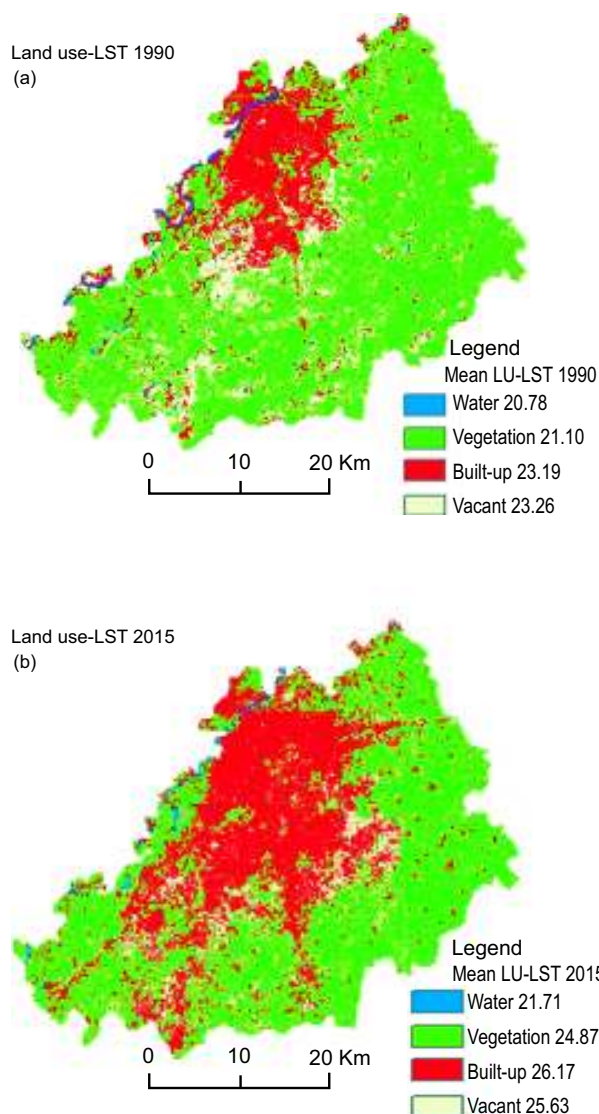 Land use-LST 1990
(a)
Legend
Mean LU-LST 1990
Water 20.78
Vegetation 21.10
Built-up 23.19
Vacant 23.26
0 10 20 Km
Land use-LST 2015
(b)
Legend
Mean LU-LST 2015
Water 21.71
Vegetation 24.87
Built-up 26.17
Vacant 25.63
0 10 20 Km